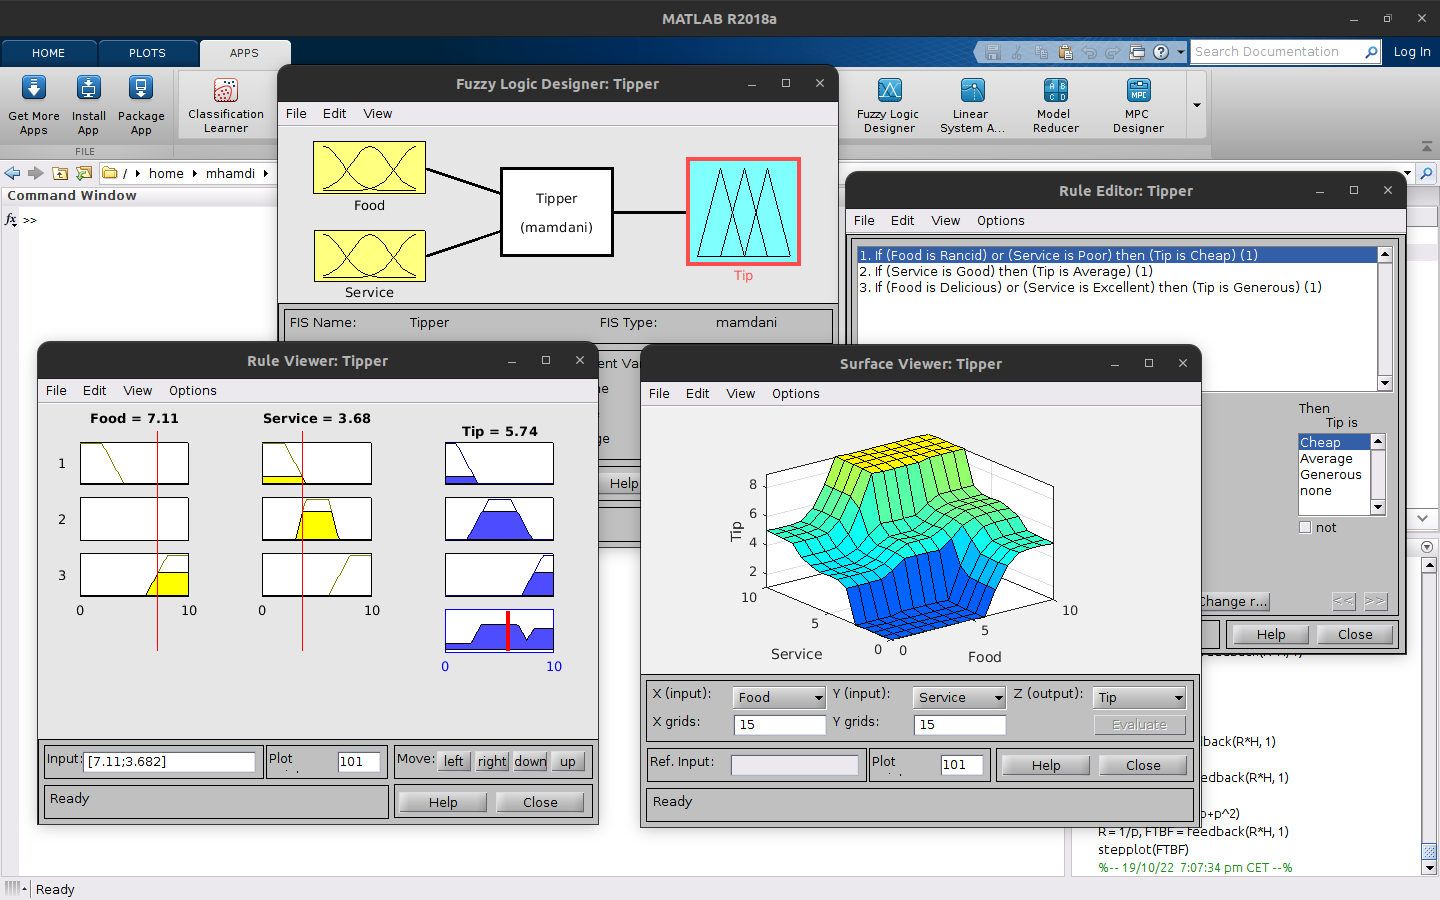 MATLAB R2018a
HOME
PLOTS
APPS
Search Documentation
Log In
Get More Apps
Install App
Package App
Classification Learner
Fuzzy Logic Designer
Linear System A...
Model Reducer
MPC Designer
FILE
/ home mhamdi
Command Window
fx >>
Fuzzy Logic Designer: Tipper
File Edit View
Food
Service
Tipper
(mamdani)
Tip
FIS Name: Tipper FIS Type: mamdani
Help
Rule Editor: Tipper
File Edit View Options
1. If (Food is Rancid) or (Service is Poor) then (Tip is Cheap) (1)
2. If (Service is Good) then (Tip is Average) (1)
3. If (Food is Delicious) or (Service is Excellent) then (Tip is Generous) (1)
Then
Tip is
Cheap
Average
Generous
none
not
Change r...
<< >>
Help Close
Rule Viewer: Tipper
File Edit View Options
Food = 7.11 Service = 3.68 Tip = 5.74
1
2
3
0 10 0 10
0 10
Input: [7.11;3.682] Plot 101 Move: left right down up
Ready
Help Close
Surface Viewer: Tipper
File Edit View Options
8
6
4
2
Tip
10
5
0
Service
0
5
10
Food
X (input): Food Y (input): Service Z (output): Tip
X grids: 15 Y grids: 15 Evaluate
Ref. Input: Plot 101 Help Close
Ready
dback(R*H, 1)
edback(R*H, 1)
p+p^2)
R = 1/p, FTBF = feedback(R*H, 1)
stepplot(FTBF)
%-- 19/10/22 7:07:34 pm CET --%
Ready